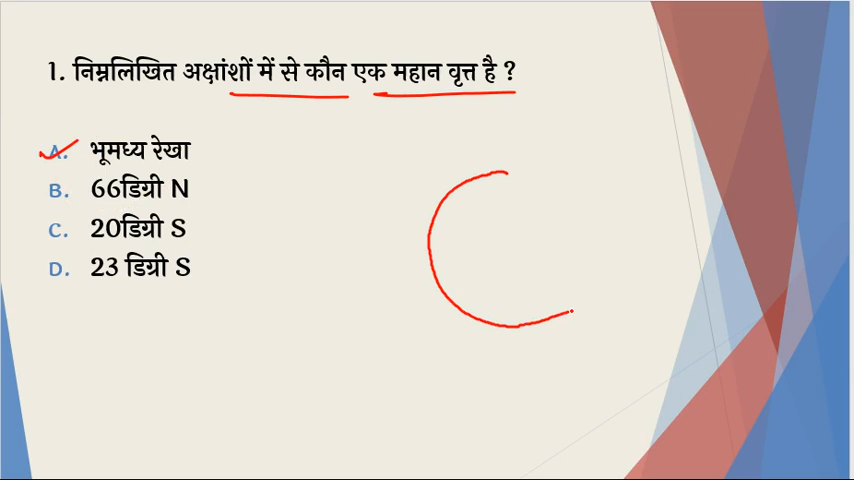 1. निम्नलिखित अक्षांशों में से कौन एक महान वृत्त है ?
A. भूमध्य रेखा
B. 66डिग्री N
C. 20डिग्री S
D. 23 डिग्री S